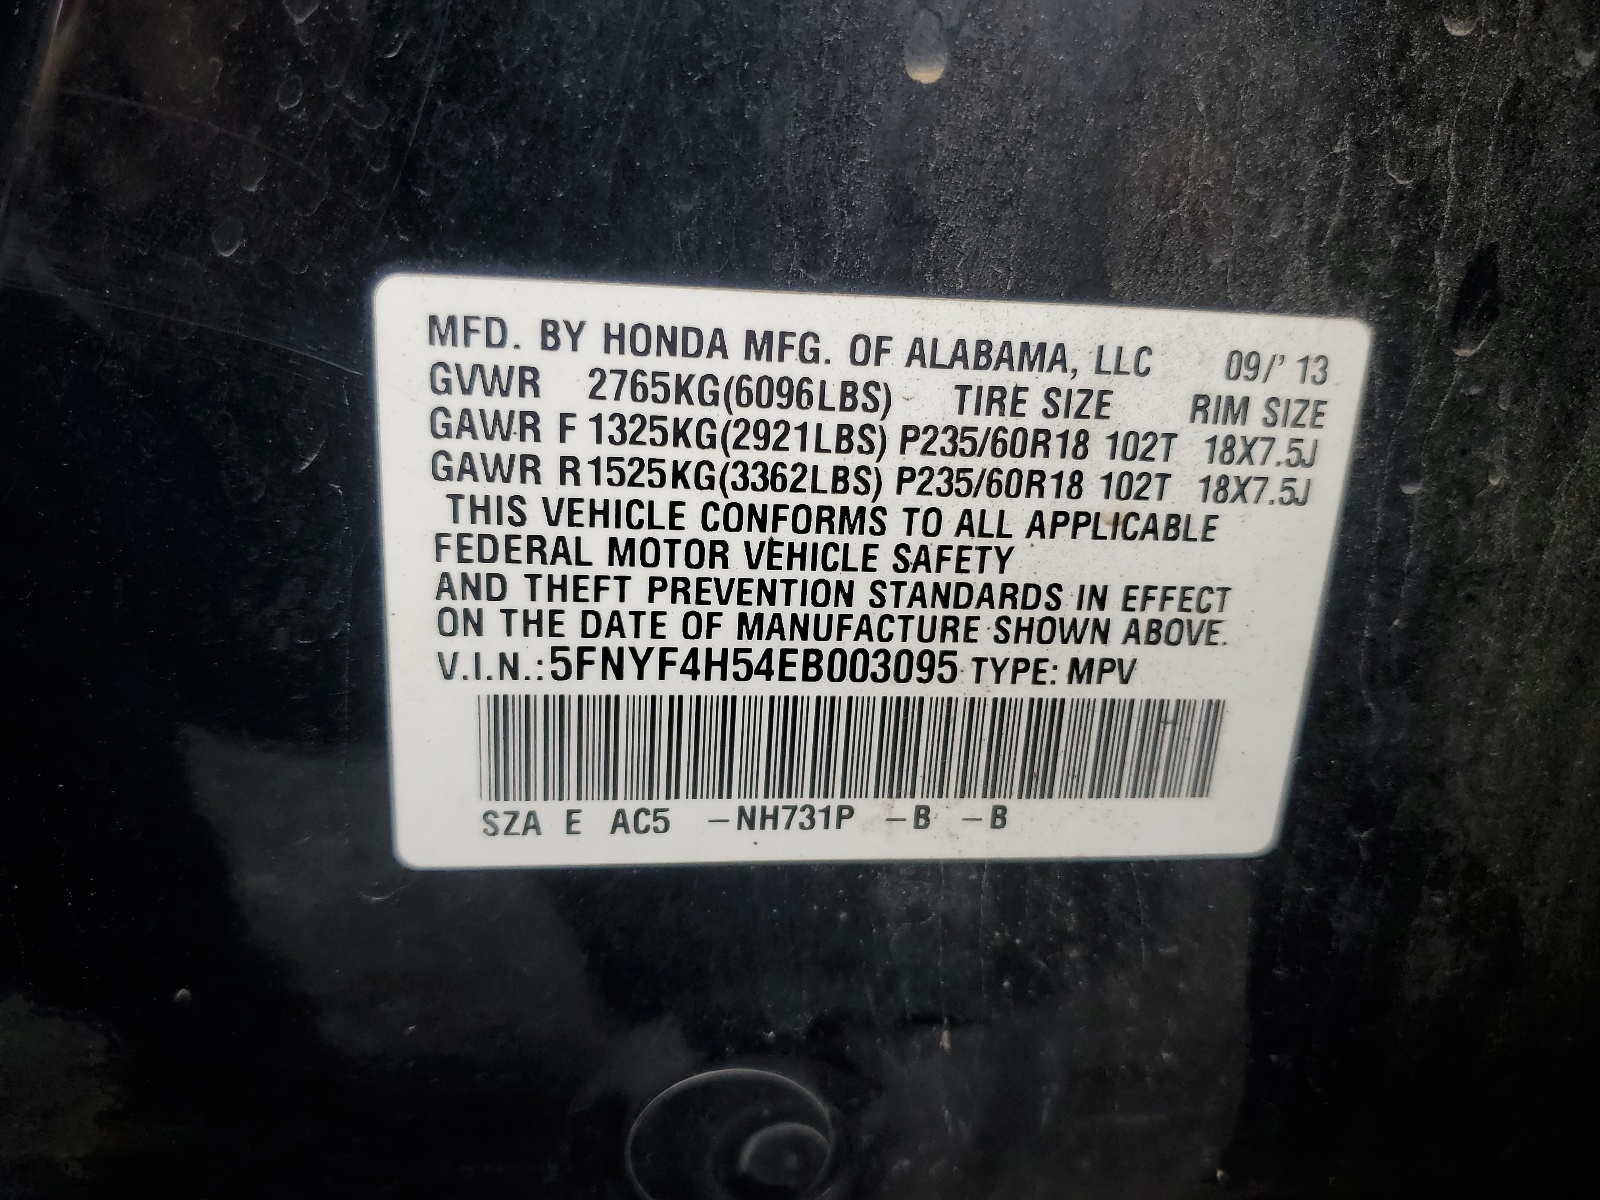 MFD. BY HONDA MFG. OF ALABAMA, LLC 09/' 13
GVWR 2765KG(6096LBS) TIRE SIZE RIM SIZE
GAWR F 1325KG(2921LBS) P235/60R18 102T 18X7.5J
GAWR R1525KG(3362LBS) P235/60R18 102T 18X7.5J
THIS VEHICLE CONFORMS TO ALL APPLICABLE
FEDERAL MOTOR VEHICLE SAFETY
AND THEFT PREVENTION STANDARDS IN EFFECT
ON THE DATE OF MANUFACTURE SHOWN ABOVE.
V.I.N.:5FNYF4H54EB003095 TYPE: MPV
SZA E AC5 –NH731P –B –B